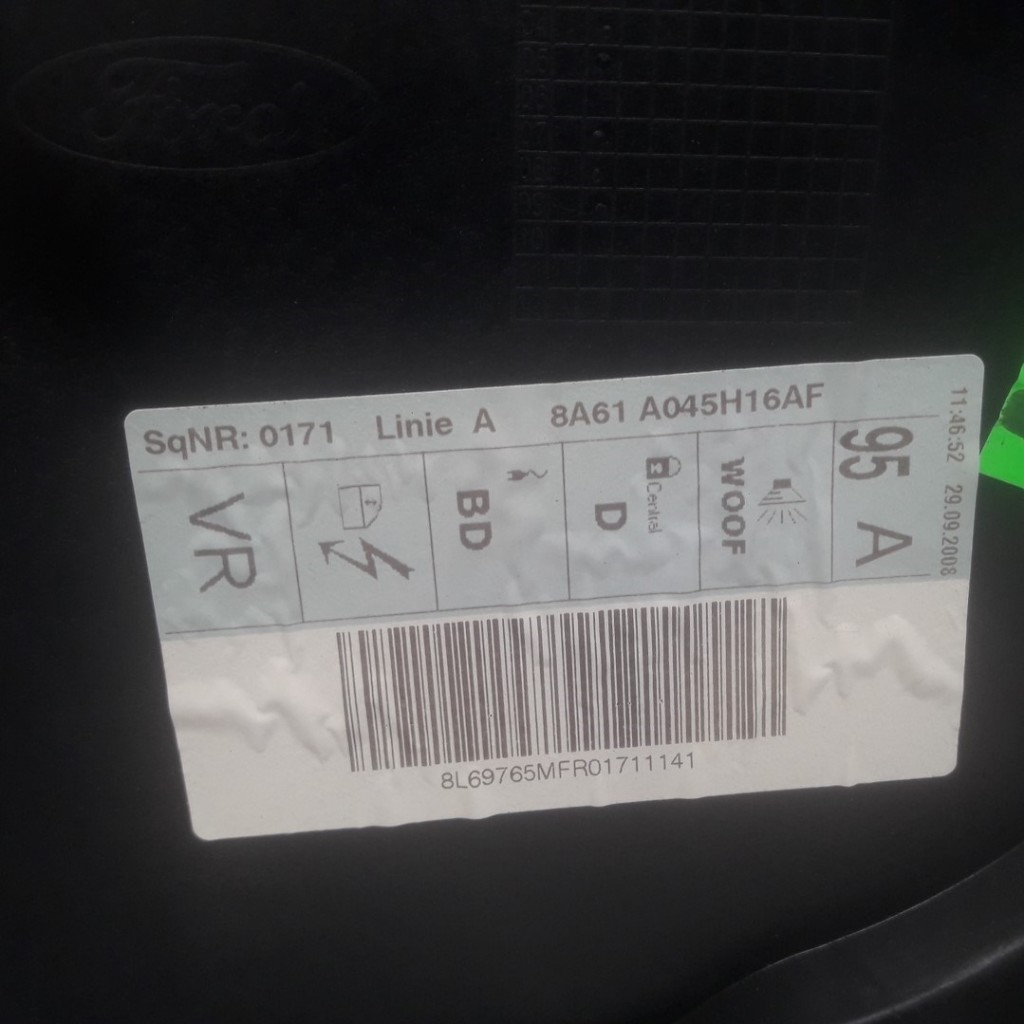 Ford
SqNR: 0171 Linie A 8A61 A045H16AF
11:46:52 29.09.2008
VR
BD
Central
D
WOOF
95 A
8L69765MFR01711141